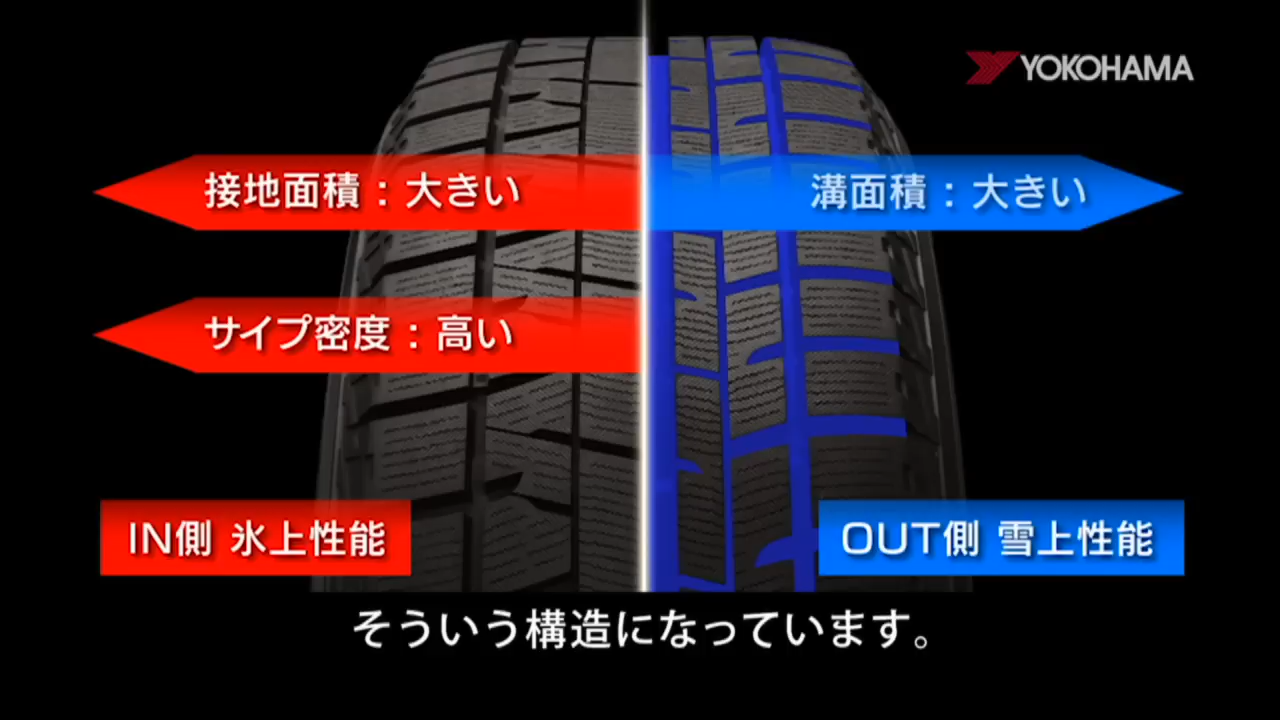 YOKOHAMA
接地面積：大きい
溝面積：大きい
サイプ密度：高い
IN側 氷上性能
OUT側 雪上性能
そういう構造になっています。